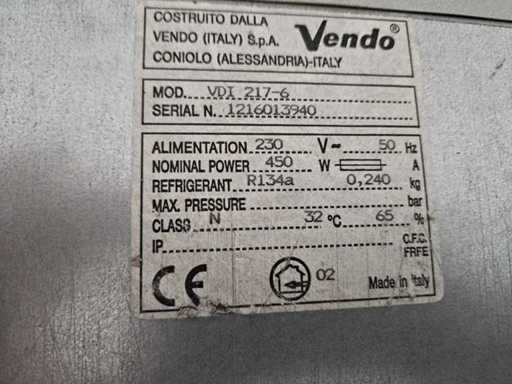 COSTRUITO DALLA
VENDO (ITALY) S.p.A. Vendo®
CONIOLO (ALESSANDRIA)-ITALY
MOD. VDI 217-6
SERIAL N. 1216013940
ALIMENTATION 230 V~ 50 Hz
NOMINAL POWER 450 W A
REFRIGERANT R134a 0,240 kg
MAX. PRESSURE bar
CLASS N 32 °C 65 %
IP C.F.C.
FRFE
CE 02 Made in Italy